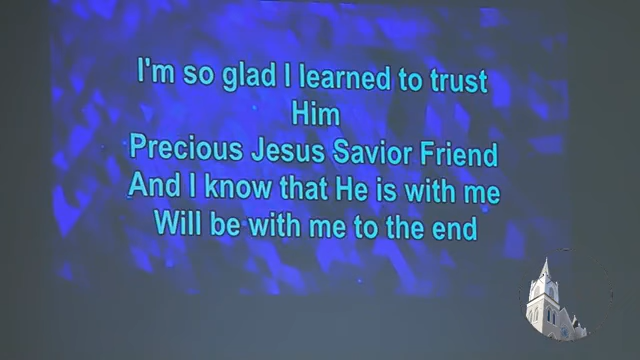 I'm so glad I learned to trust
Him
Precious Jesus Savior Friend
And I know that He is with me
Will be with me to the end